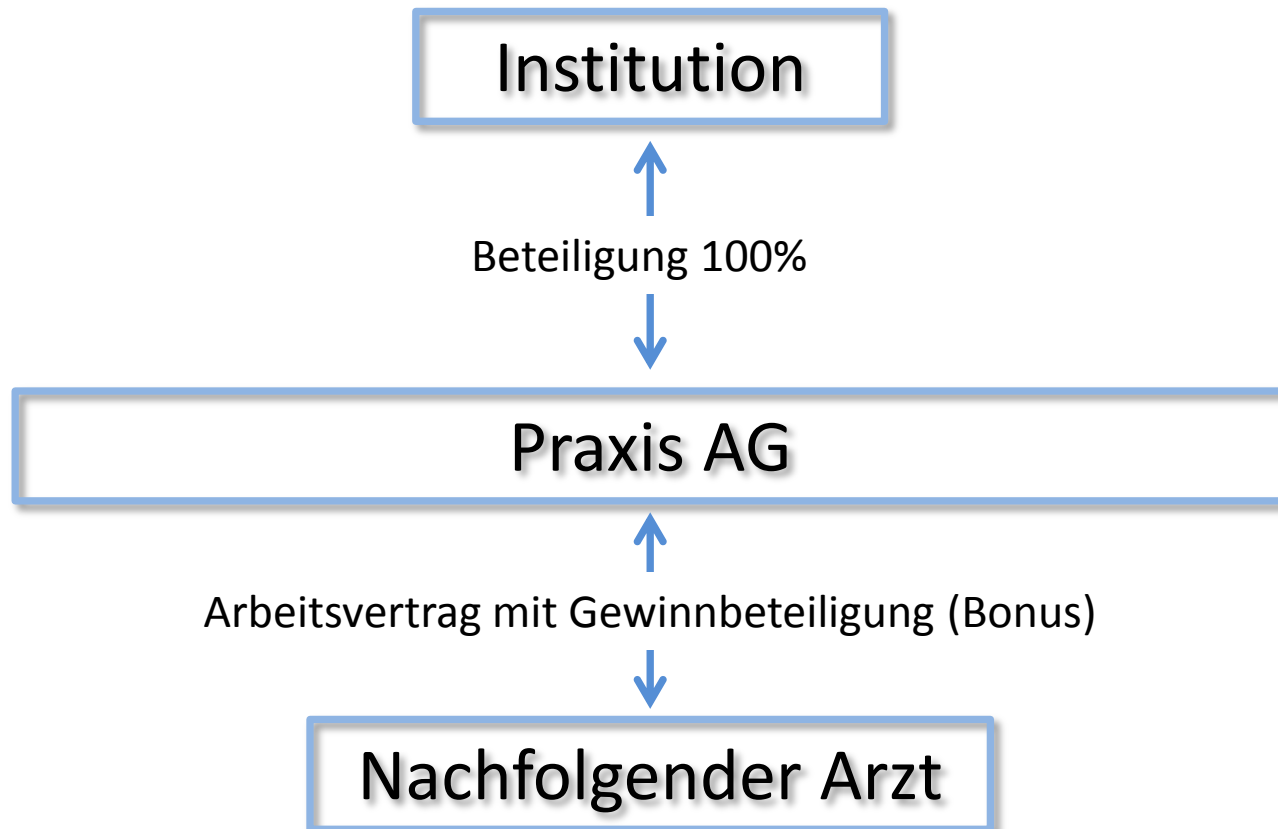 Institution
Beteiligung 100%
Praxis AG
Arbeitsvertrag mit Gewinnbeteiligung (Bonus)
Nachfolgender Arzt